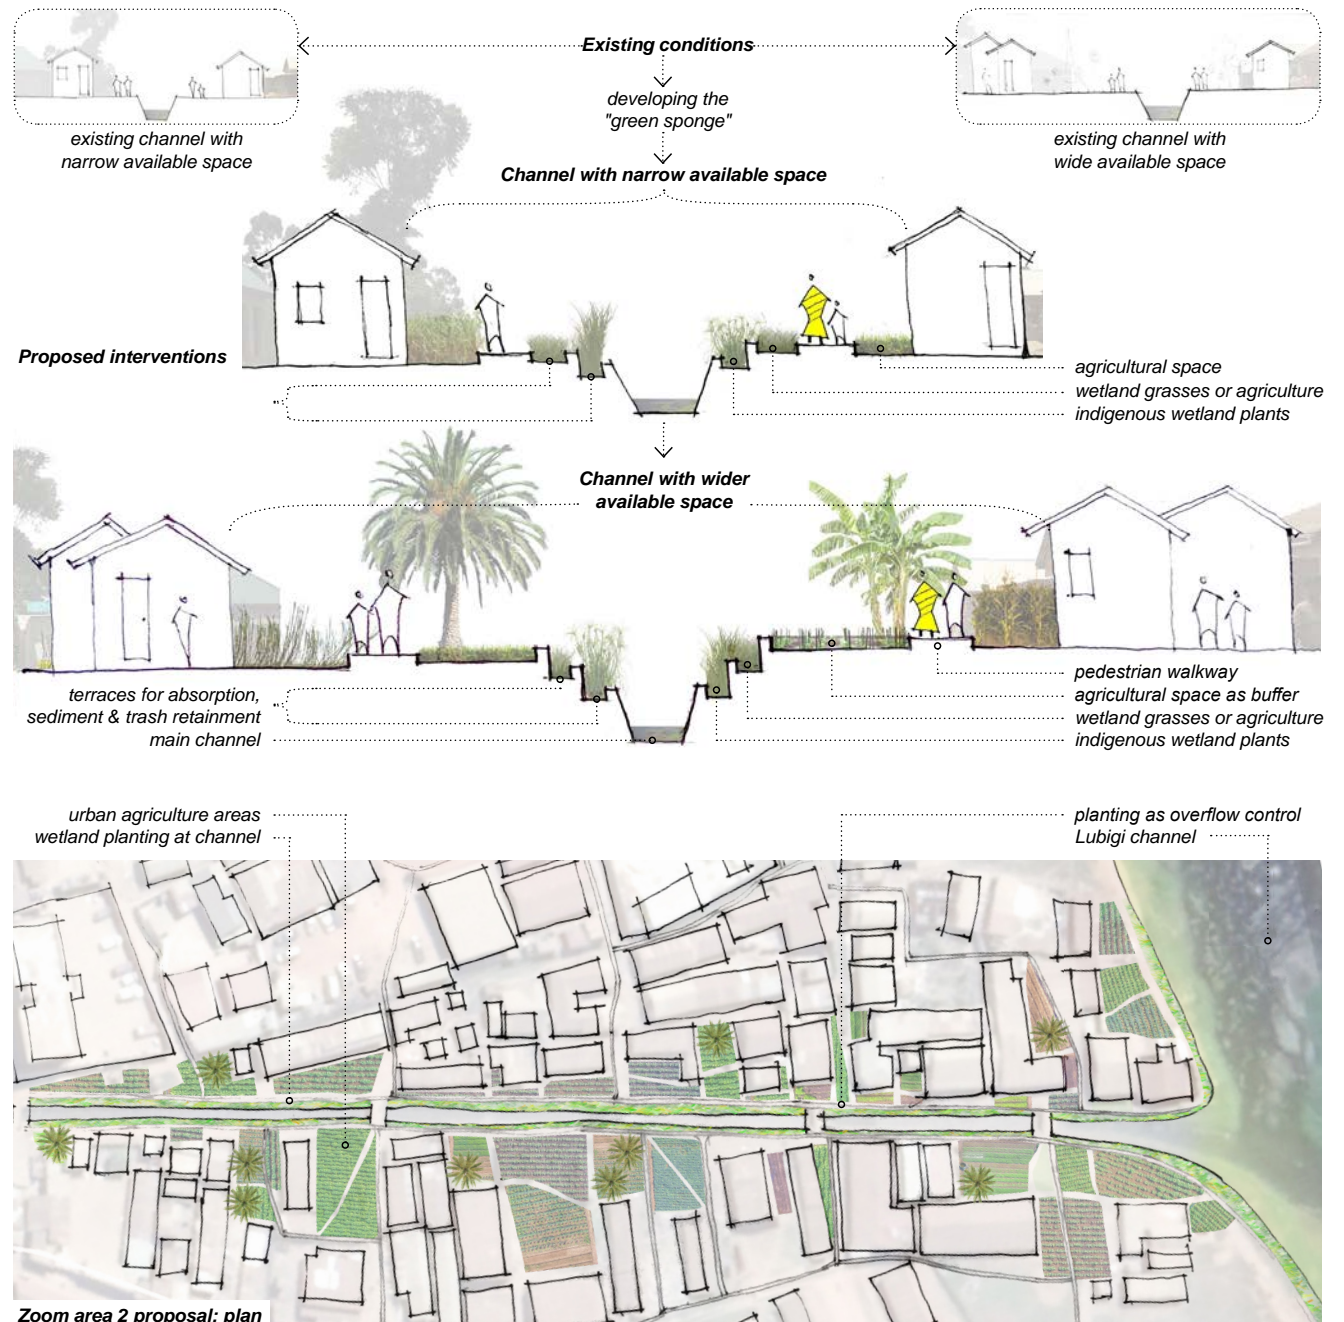 Existing conditions
developing the
"green sponge"
existing channel with
narrow available space
existing channel with
wide available space
Channel with narrow available space
Proposed interventions
agricultural space
wetland grasses or agriculture
indigenous wetland plants
Channel with wider
available space
terraces for absorption,
sediment & trash retainment
main channel
pedestrian walkway
agricultural space as buffer
wetland grasses or agriculture
indigenous wetland plants
urban agriculture areas
wetland planting at channel
planting as overflow control
Lubigi channel
Zoom area 2 proposal: plan